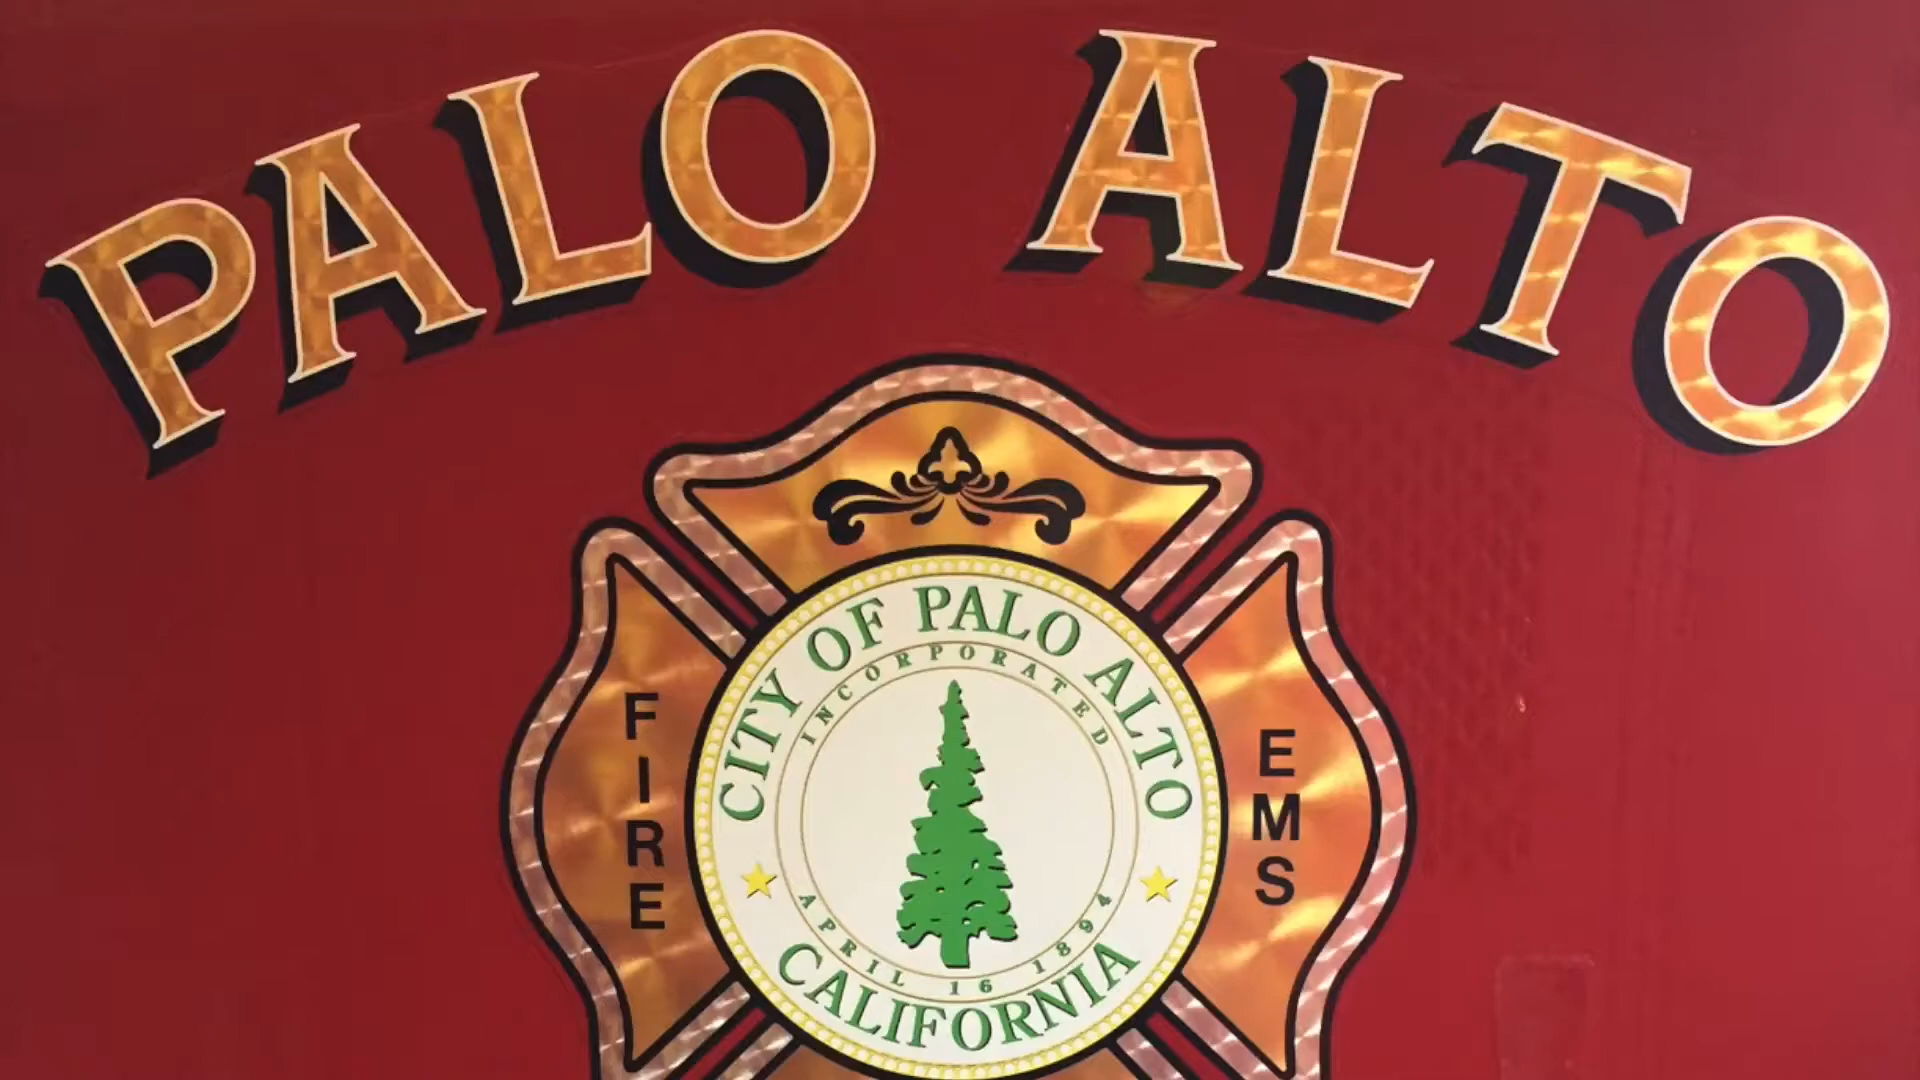 PALO ALTO
FIRE
EMS
CITY OF PALO ALTO
INCORPORATED
APRIL 16 1894
CALIFORNIA